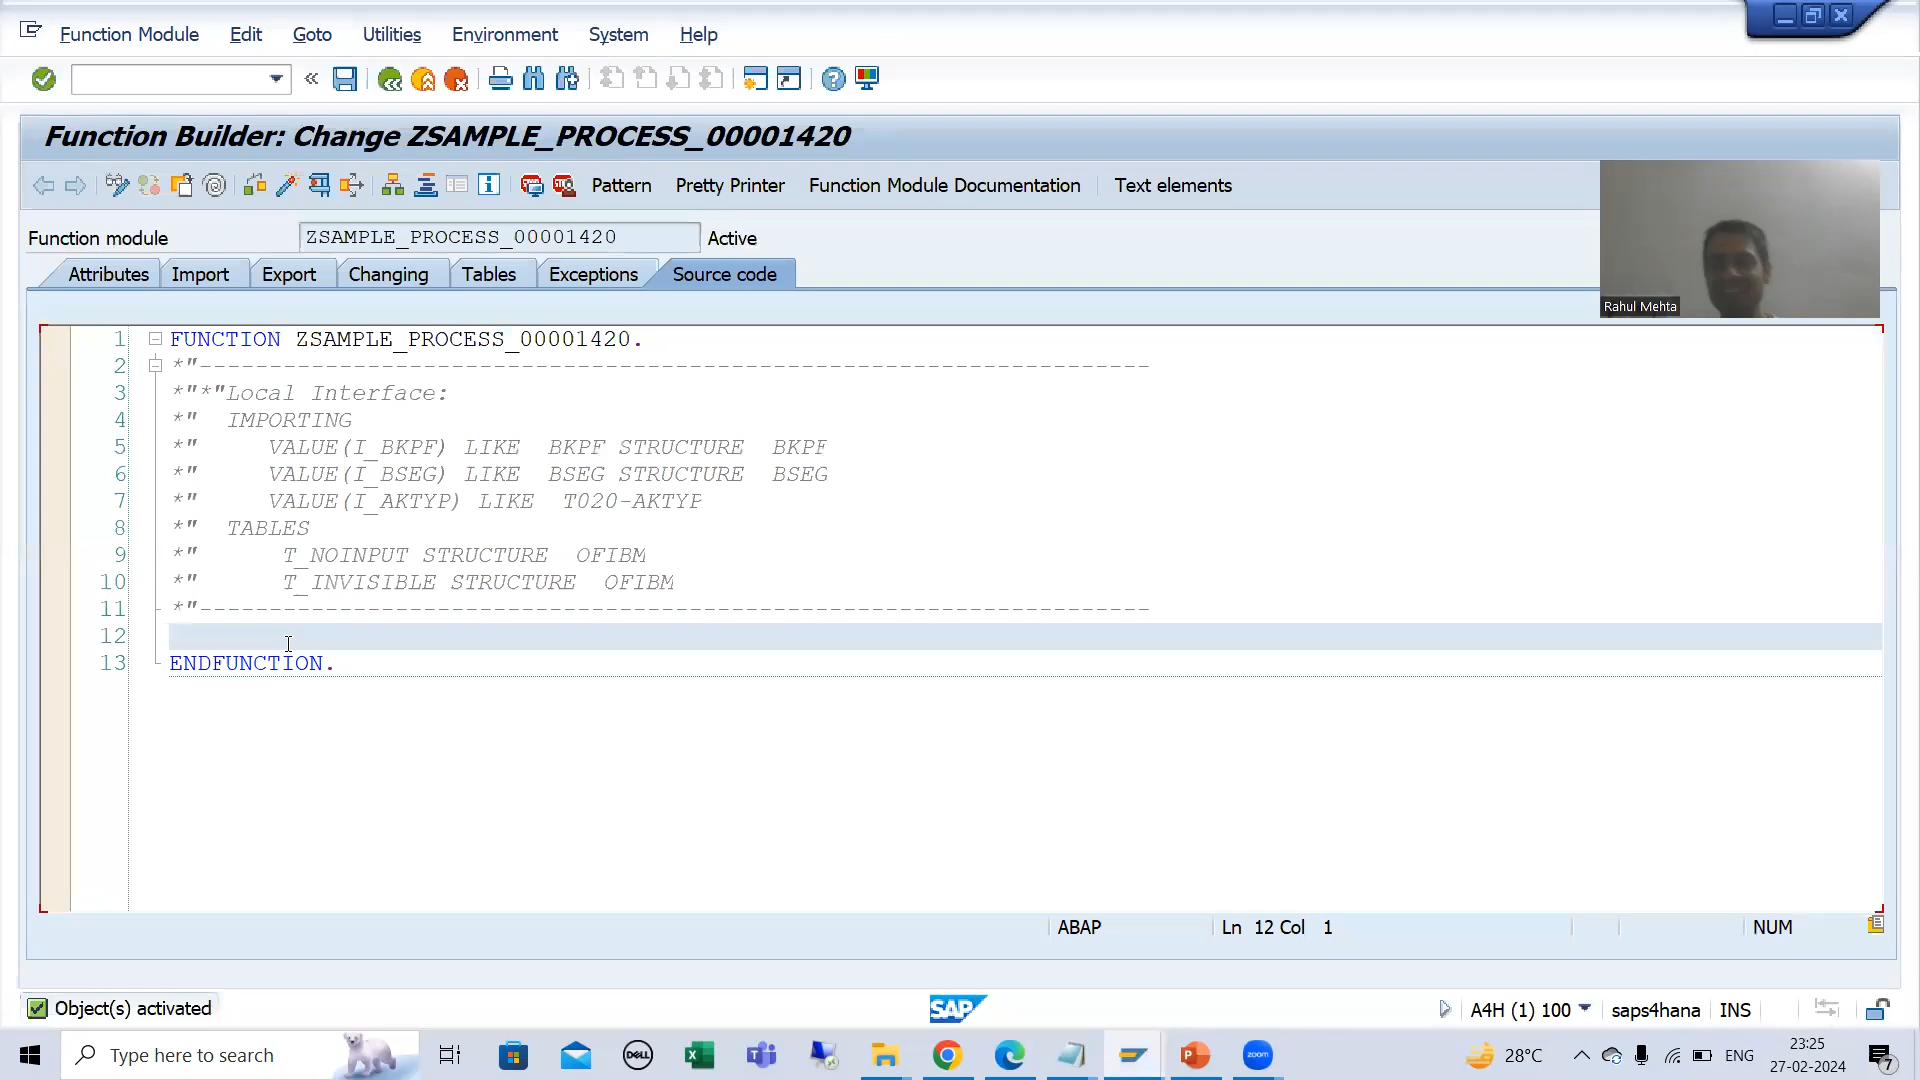 Function Module Edit Goto Utilities Environment System Help
Function Builder: Change ZSAMPLE_PROCESS_00001420
Pattern Pretty Printer Function Module Documentation Text elements
Function module ZSAMPLE_PROCESS_00001420 Active
Attributes Import Export Changing Tables Exceptions Source code
Rahul Mehta
1 FUNCTION ZSAMPLE_PROCESS_00001420.
2 *"----------------------------------------------------------------------
3 *"*"Local Interface:
4 *"  IMPORTING
5 *"     VALUE(I_BKPF) LIKE  BKPF STRUCTURE  BKPF
6 *"     VALUE(I_BSEG) LIKE  BSEG STRUCTURE  BSEG
7 *"     VALUE(I_AKTYP) LIKE  T020-AKTYP
8 *"  TABLES
9 *"      T_NOINPUT STRUCTURE  OFIBM
10 *"      T_INVISIBLE STRUCTURE  OFIBM
11 *"----------------------------------------------------------------------
12
13 ENDFUNCTION.
ABAP Ln 12 Col 1 NUM
Object(s) activated SAP A4H (1) 100 saps4hana INS
Type here to search DELL zoom 28°C ENG 23:25
27-02-2024 7